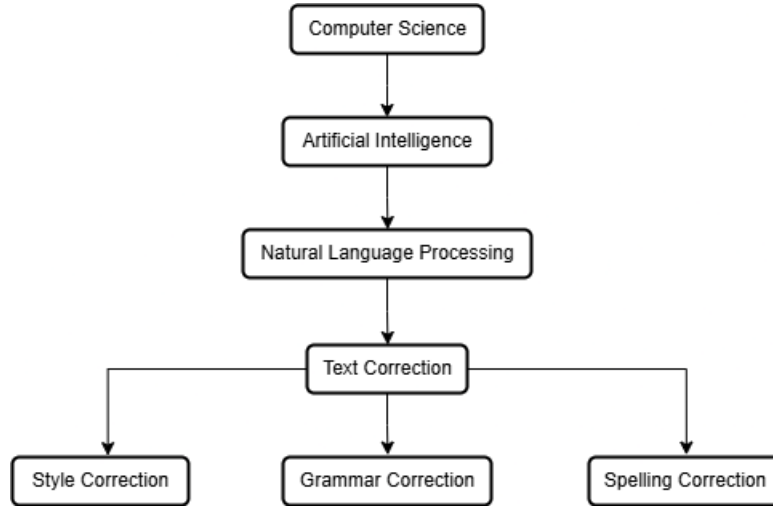 Computer Science
Artificial Intelligence
Natural Language Processing
Text Correction
Style Correction
Grammar Correction
Spelling Correction